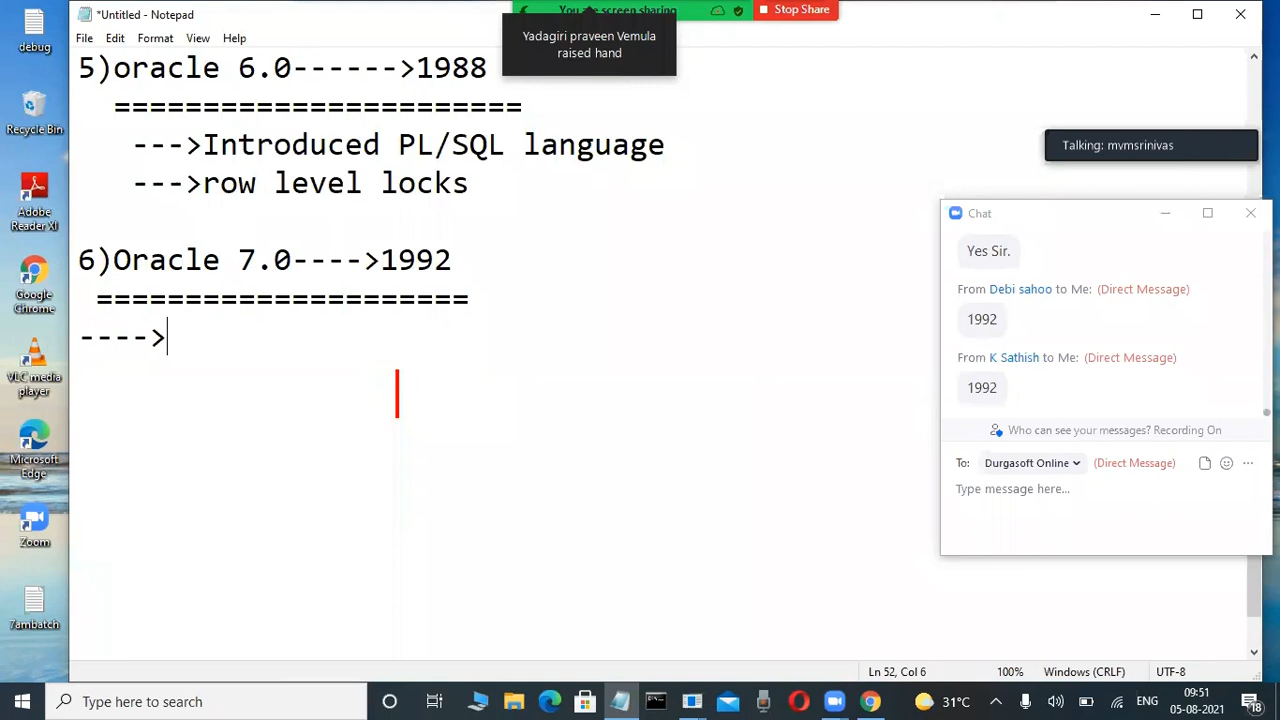 debug
Recycle Bin
Adobe
Reader XI
Google
Chrome
VLC media
player
Microsoft
Edge
Zoom
7ambatch
*Untitled - Notepad
File Edit Format View Help
You are screen sharing
Stop Share
Yadagiri praveen Vemula
raised hand
Talking: mvmsrinivas
5)oracle 6.0------>1988
=======================
--->Introduced PL/SQL language
--->row level locks
6)Oracle 7.0---->1992
=====================
---->
Chat
Yes Sir.
From Debi sahoo to Me: (Direct Message)
1992
From K Sathish to Me: (Direct Message)
1992
Who can see your messages? Recording On
To: Durgasoft Online (Direct Message)
Type message here...
Ln 52, Col 6 100% Windows (CRLF) UTF-8
Type here to search
31°C ENG
09:51
05-08-2021
18